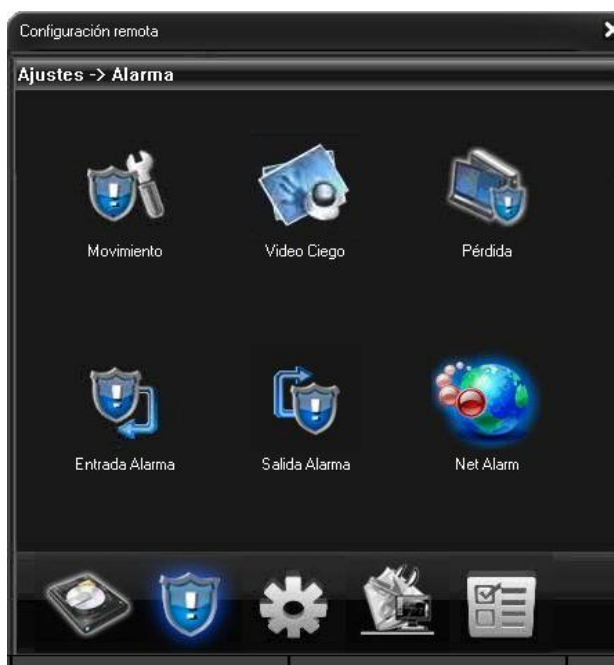 Configuración remota
Ajustes -> Alarma
Movimiento
Video Ciego
Pérdida
Entrada Alarma
Salida Alarma
Net Alarm